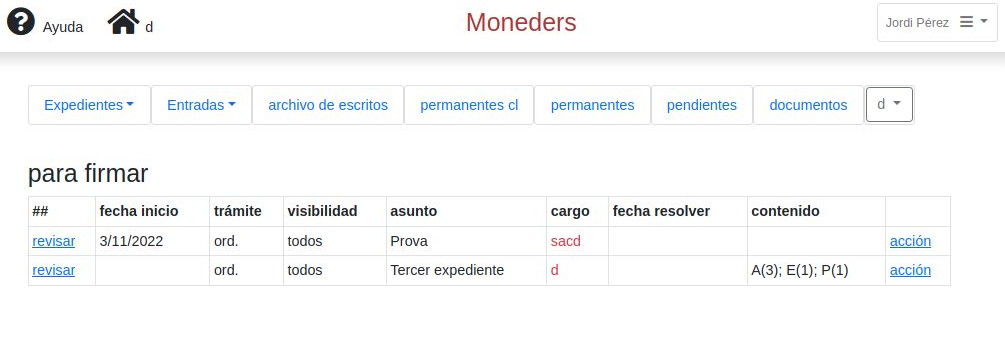 Ayuda d Moneders Jordi Pérez
Expedientes Entradas archivo de escritos permanentes cl permanentes pendientes documentos d
para firmar
## fecha inicio trámite visibilidad asunto cargo fecha resolver contenido
revisar 3/11/2022 ord. todos Prova sacd acción
revisar ord. todos Tercer expediente d A(3); E(1); P(1) acción